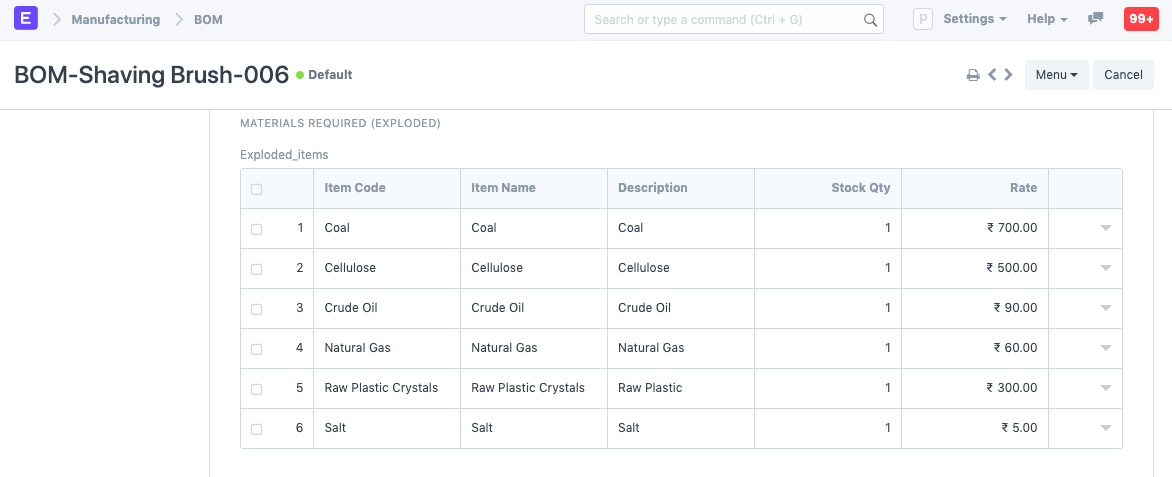 E Manufacturing BOM Search or type a command (Ctrl + G) P Settings Help 99+
BOM-Shaving Brush-006 Default Menu Cancel
MATERIALS REQUIRED (EXPLODED)
Exploded_items
Item Code Item Name Description Stock Qty Rate
1 Coal Coal Coal 1 ₹ 700.00
2 Cellulose Cellulose Cellulose 1 ₹ 500.00
3 Crude Oil Crude Oil Crude Oil 1 ₹ 90.00
4 Natural Gas Natural Gas Natural Gas 1 ₹ 60.00
5 Raw Plastic Crystals Raw Plastic Crystals Raw Plastic 1 ₹ 300.00
6 Salt Salt Salt 1 ₹ 5.00